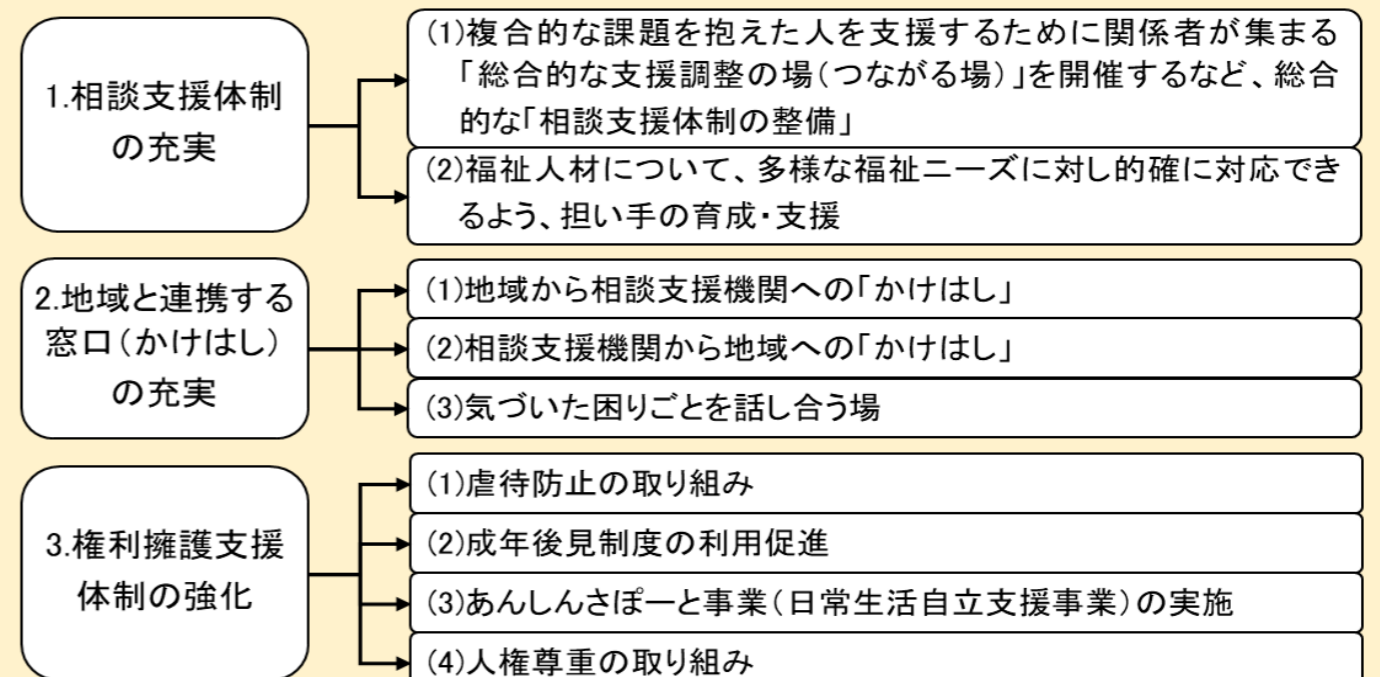 1.相談支援体制
の充実
(1)複合的な課題を抱えた人を支援するために関係者が集まる
「総合的な支援調整の場(つながる場)」を開催するなど、総合
的な「相談支援体制の整備」
(2)福祉人材について、多様な福祉ニーズに対し的確に対応でき
るよう、担い手の育成・支援
2.地域と連携する
窓口(かけはし)
の充実
(1)地域から相談支援機関への「かけはし」
(2)相談支援機関から地域への「かけはし」
(3)気づいた困りごとを話し合う場
3.権利擁護支援
体制の強化
(1)虐待防止の取り組み
(2)成年後見制度の利用促進
(3)あんしんさぽーと事業(日常生活自立支援事業)の実施
(4)人権尊重の取り組み